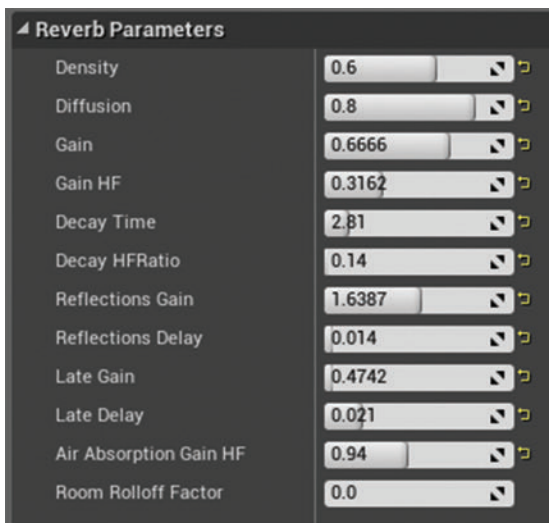 Reverb Parameters
Density 0.6
Diffusion 0.8
Gain 0.6666
Gain HF 0.3162
Decay Time 2.81
Decay HFRatio 0.14
Reflections Gain 1.6387
Reflections Delay 0.014
Late Gain 0.4742
Late Delay 0.021
Air Absorption Gain HF 0.94
Room Rolloff Factor 0.0